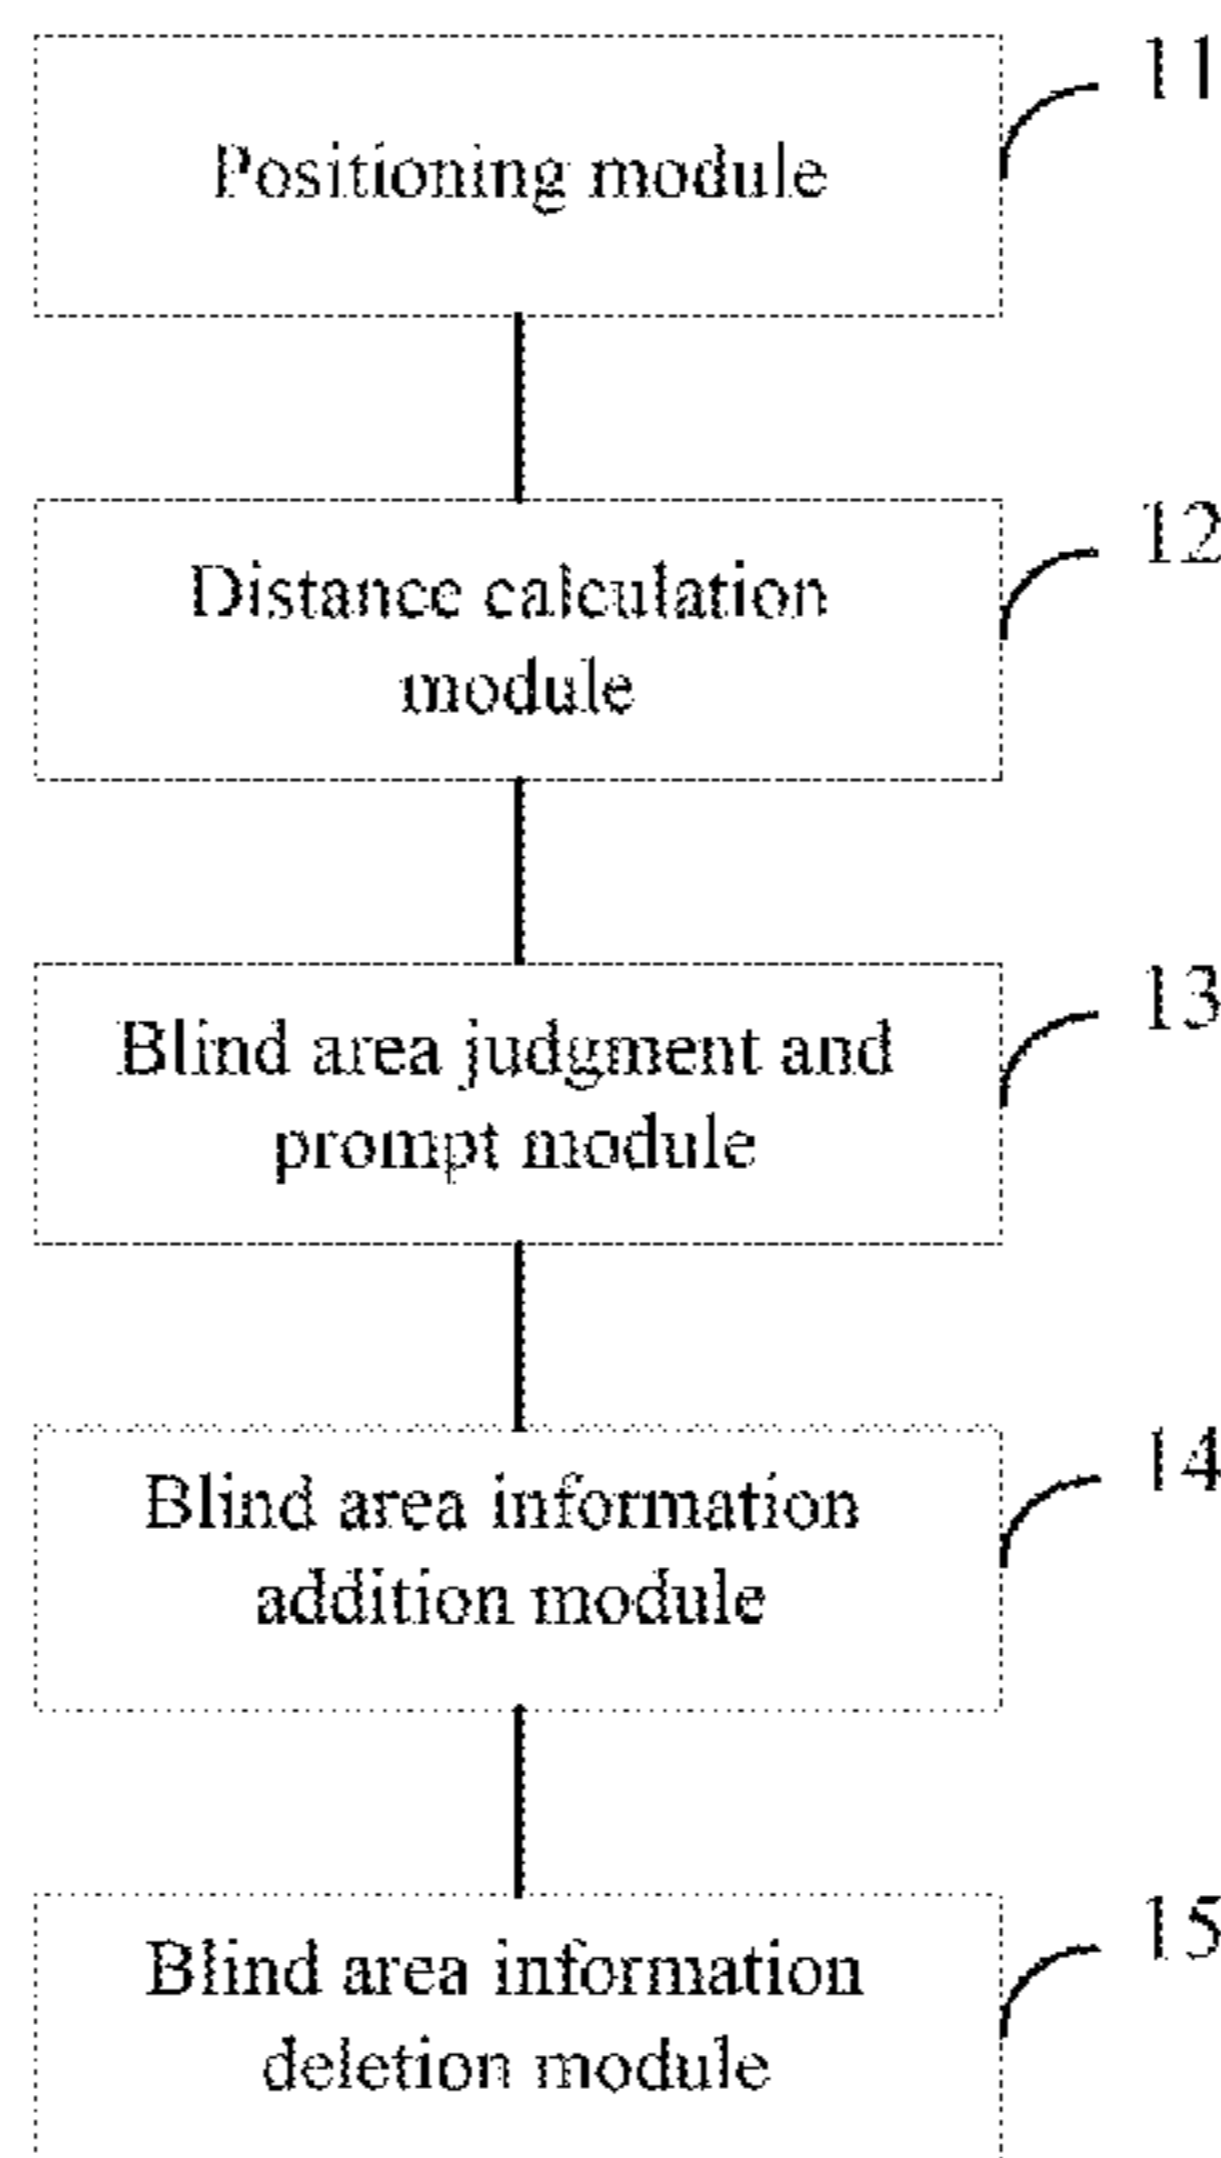 11
Positioning module
12
Distance calculation
module
13
Blind area judgment and
prompt module
14
Blind area information
addition module
15
Blind area information
deletion module